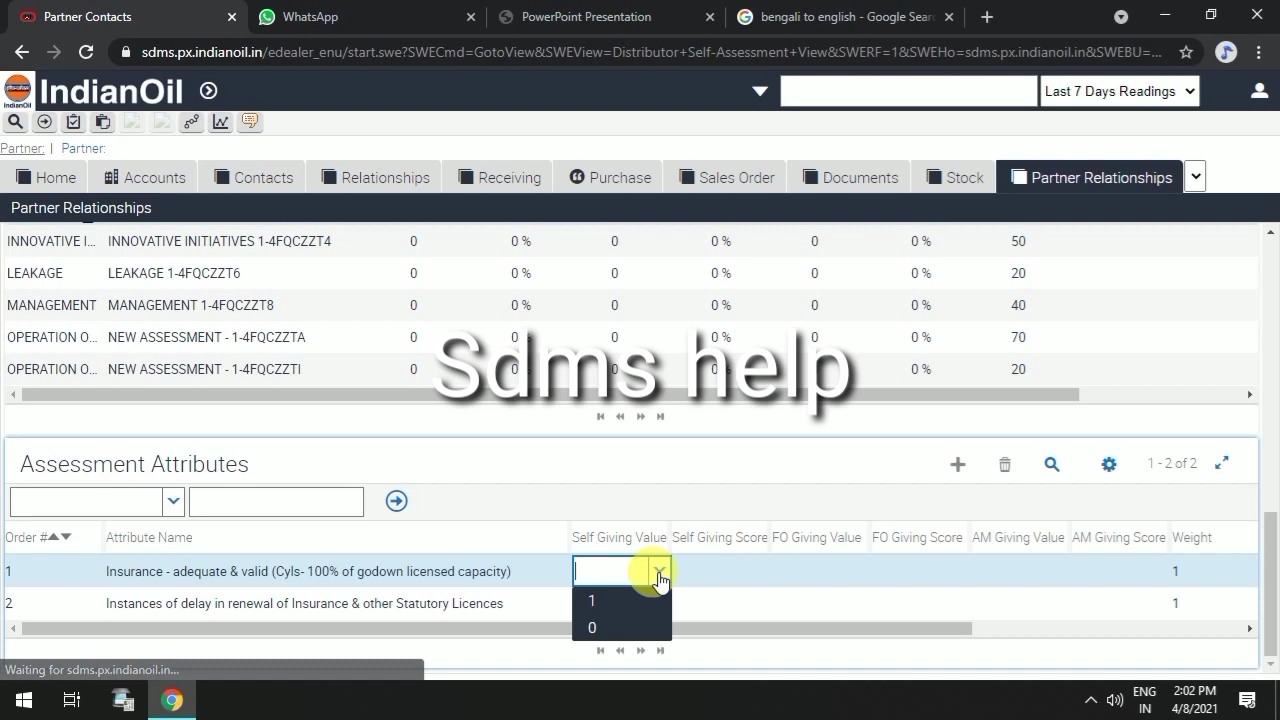 Partner Contacts
WhatsApp
PowerPoint Presentation
bengali to english - Google Sear
sdms.px.indianoil.in/edealer_enu/start.swe?SWECmd=GotoView&SWEView=Distributor+Self-Assessment+View&SWERF=1&SWEHo=sdms.px.indianoil.in&SWEBU=...
IndianOil IndianOil Last 7 Days Readings
Partner: | Partner:
Home Accounts Contacts Relationships Receiving Purchase Sales Order Documents Stock Partner Relationships
Partner Relationships
INNOVATIVE I... INNOVATIVE INITIATIVES 1-4FQCZZT4 0 0 % 0 0 % 0 0 % 50
LEAKAGE LEAKAGE 1-4FQCZZT6 0 0 % 0 0 % 0 0 % 20
MANAGEMENT MANAGEMENT 1-4FQCZZT8 0 0 % 0 0 % 0 0 % 40
OPERATION O... NEW ASSESSMENT - 1-4FQCZZTA 0 0 % 0 0 % 0 0 % 70
OPERATION O... NEW ASSESSMENT - 1-4FQCZZTI 0 0 % 0 0 % 0 0 % 20
Sdms help
Assessment Attributes 1 - 2 of 2
Order # Attribute Name Self Giving Value Self Giving Score FO Giving Value FO Giving Score AM Giving Value AM Giving Score Weight
1 Insurance - adequate & valid (Cyls- 100% of godown licensed capacity) 1
2 Instances of delay in renewal of Insurance & other Statutory Licences 1
1
0
Waiting for sdms.px.indianoil.in...
ENG
IN
2:02 PM
4/8/2021